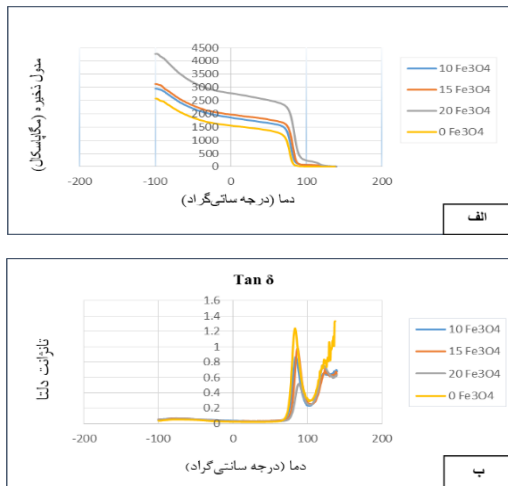 4500
4000
3500
3000
2500
2000
1500
1000
500
0
-200 -100 0 100 200
مدول ذخیره (مگاپاسکال)
دما (درجه سانتی‌گراد)
10 Fe3O4
15 Fe3O4
20 Fe3O4
0 Fe3O4
الف
Tan δ
1.6
1.4
1.2
1
0.8
0.6
0.4
0.2
0
-200 -100 0 100 200
تانژانت دلتا
دما (درجه سانتی‌گراد)
10 Fe3O4
15 Fe3O4
20 Fe3O4
0 Fe3O4
ب